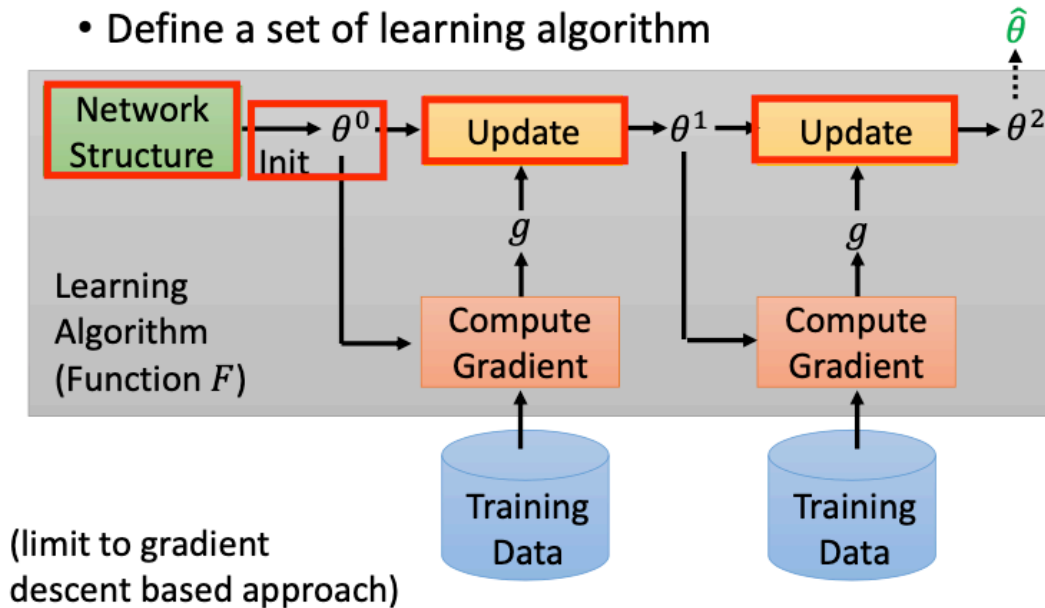 • Define a set of learning algorithm
θ̂
Network
Structure
Init
θ⁰
Update
θ¹
Update
θ²
g
g
Learning
Algorithm
(Function F)
Compute
Gradient
Compute
Gradient
Training
Data
Training
Data
(limit to gradient
descent based approach)